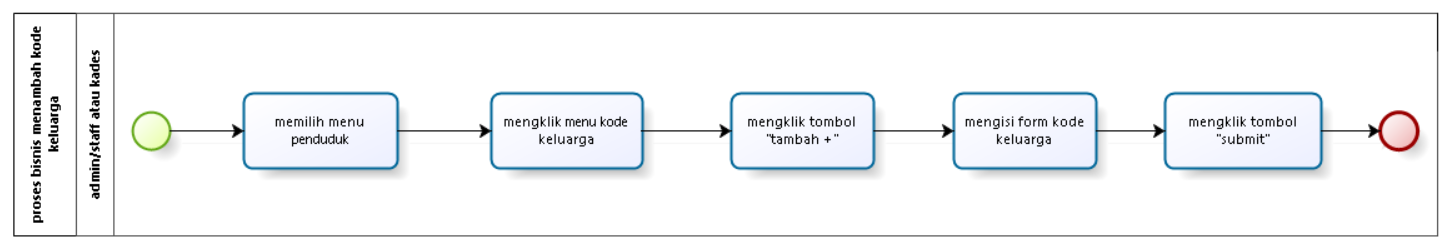 proses bisnis menambah kode
keluarga
admin/staff atau kades
memilih menu
penduduk
mengklik menu kode
keluarga
mengklik tombol
"tambah +"
mengisi form kode
keluarga
mengklik tombol
"submit"